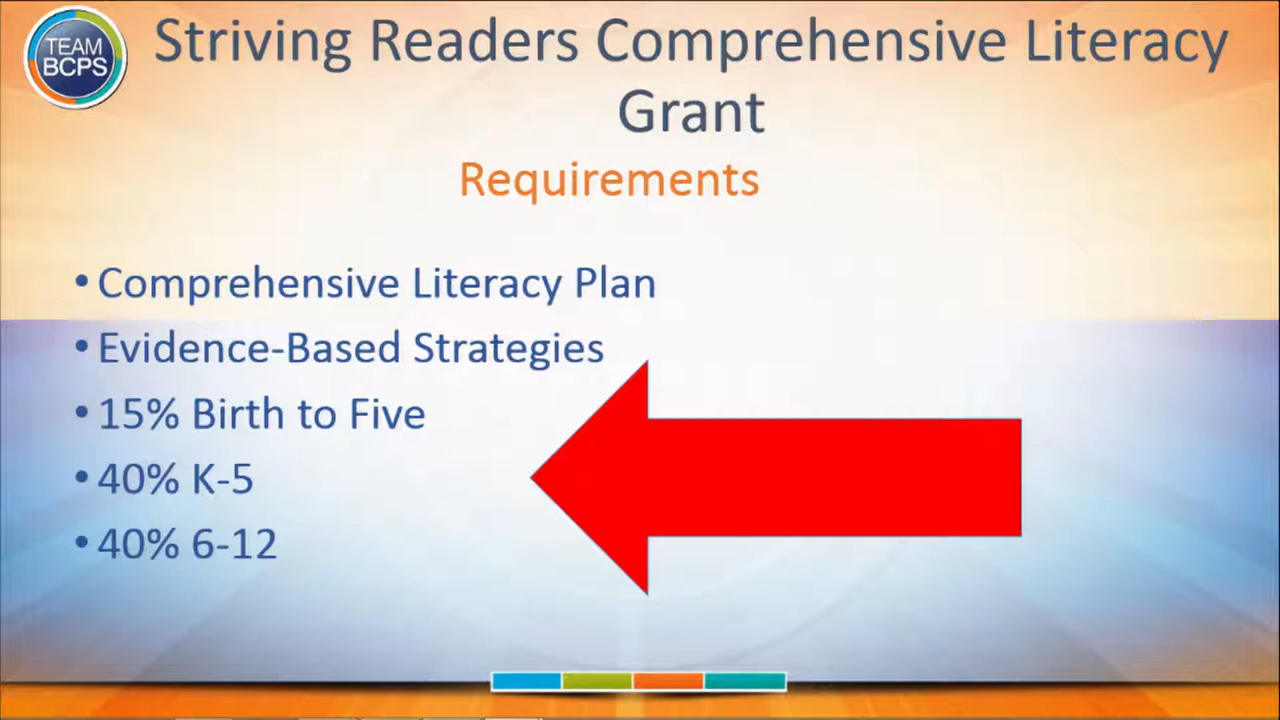 TEAM
BCPS
Striving Readers Comprehensive Literacy
Grant
Requirements
• Comprehensive Literacy Plan
• Evidence-Based Strategies
• 15% Birth to Five
• 40% K-5
• 40% 6-12